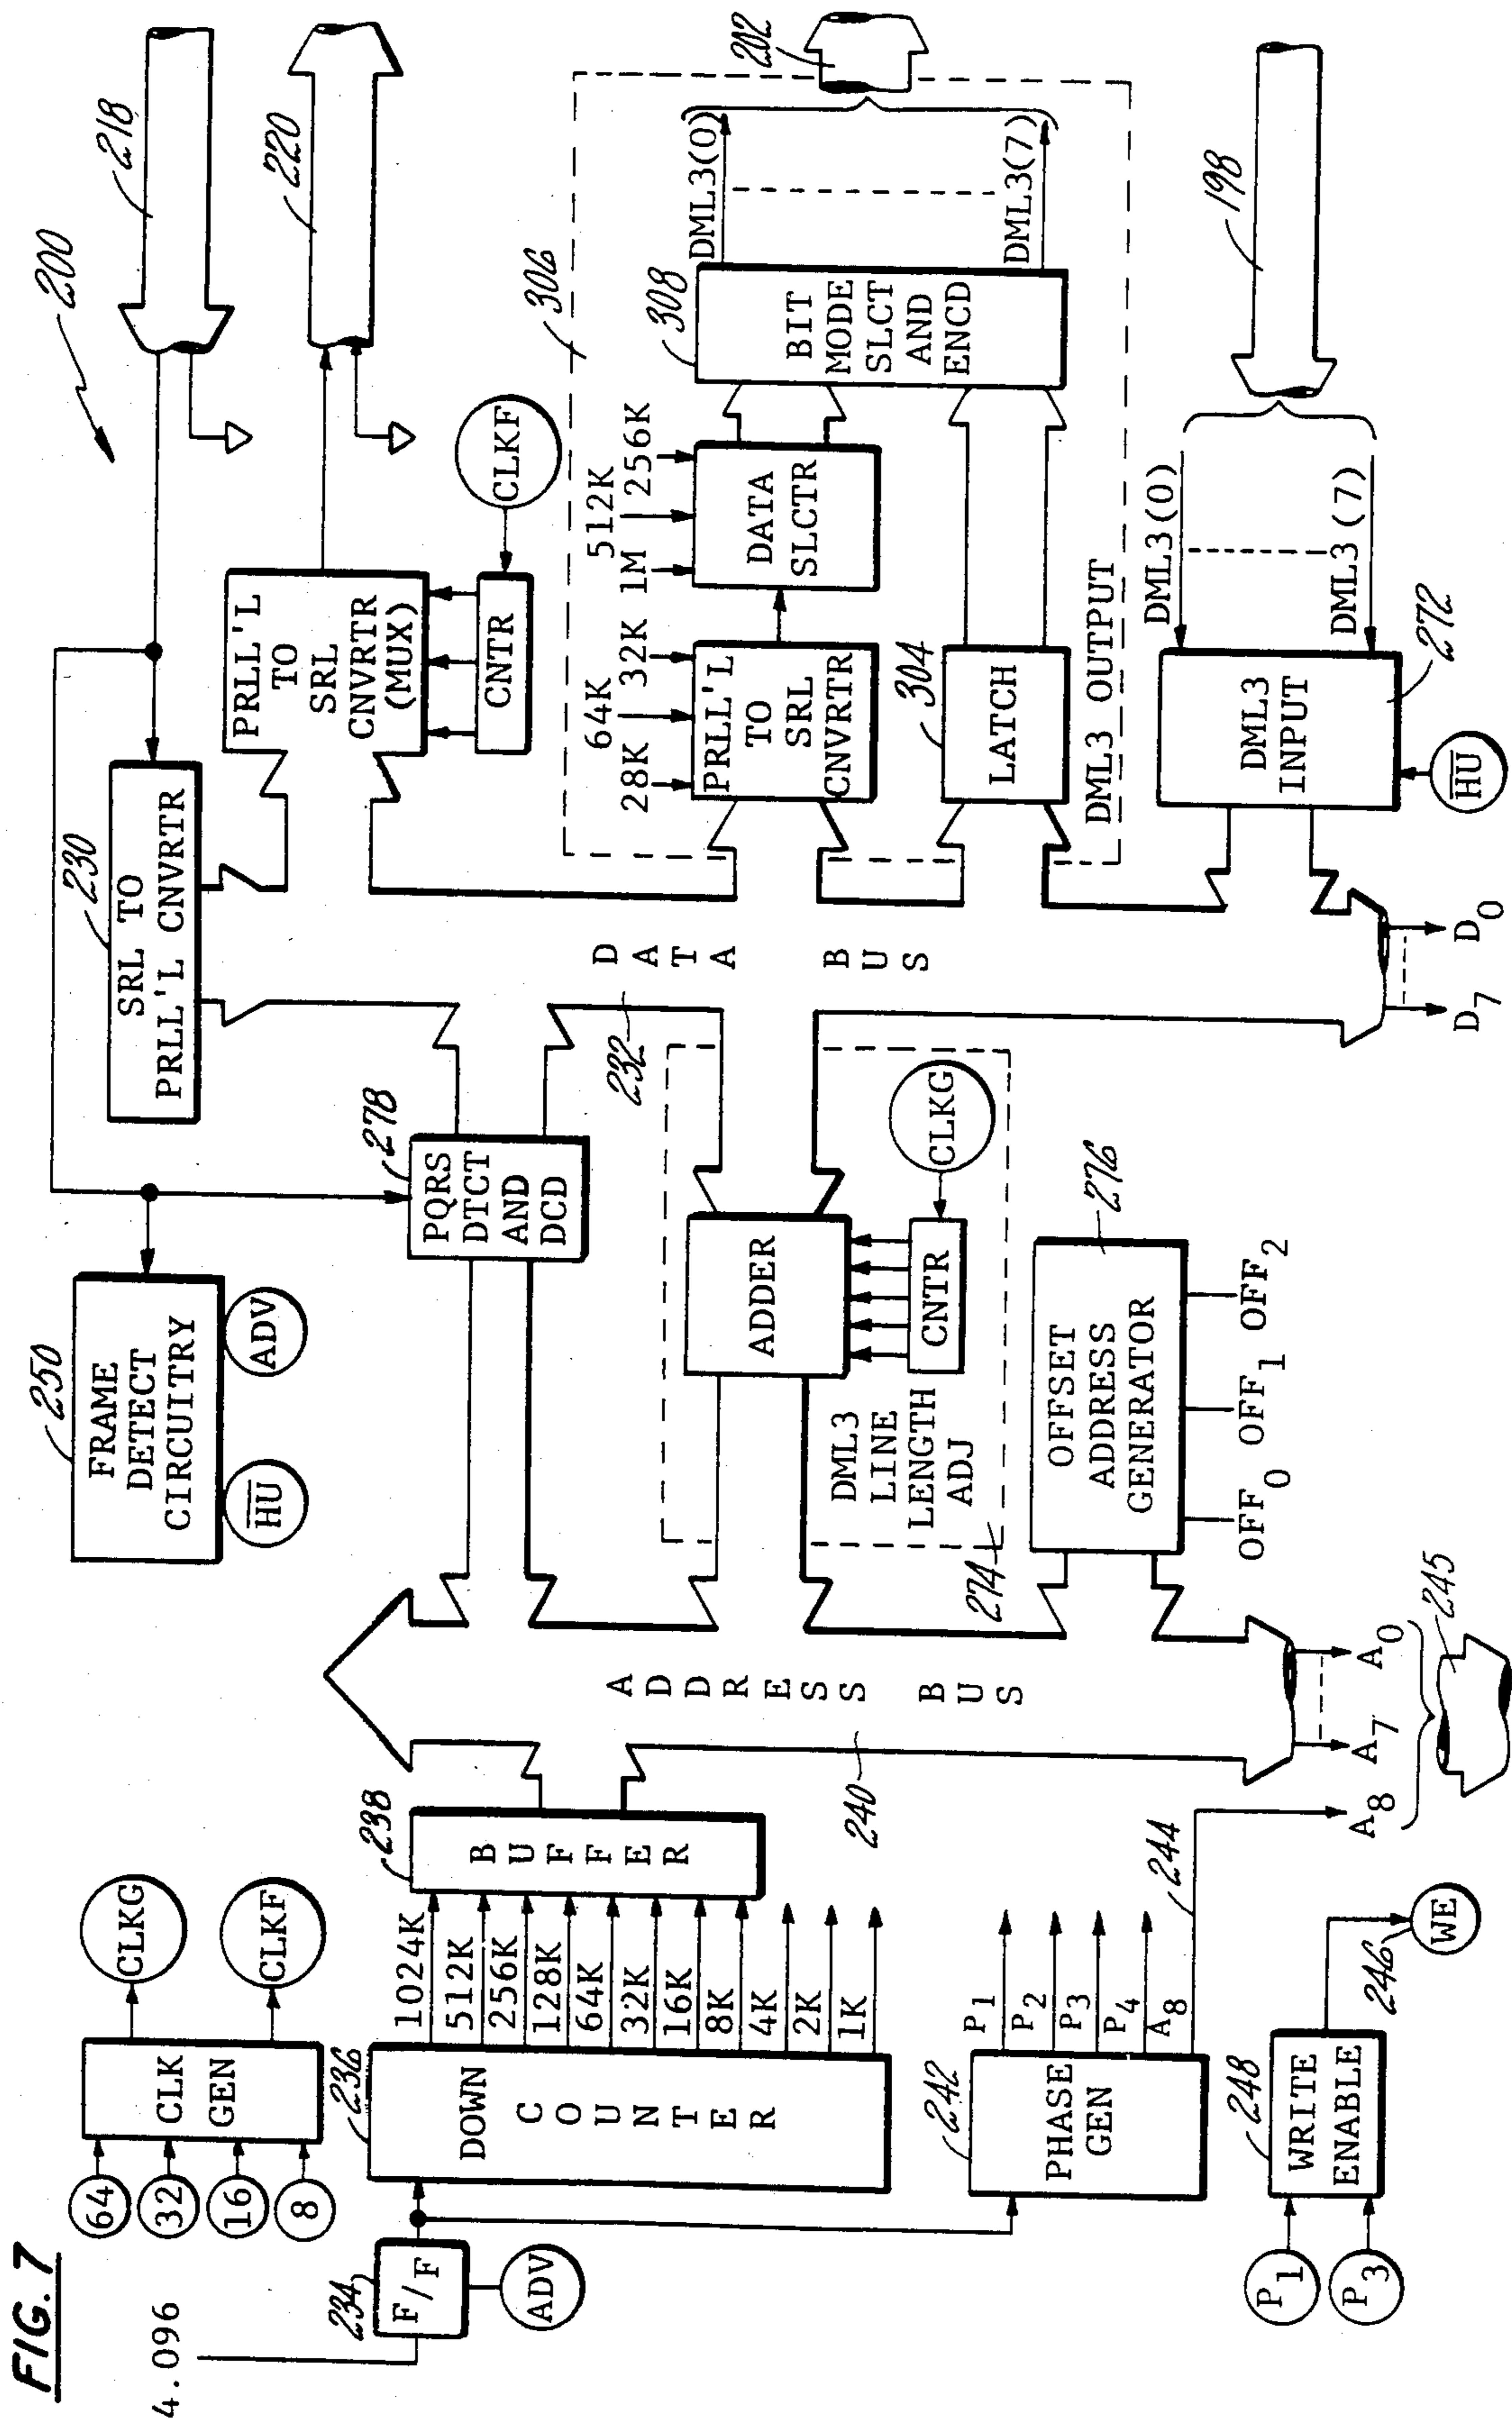 FIG. 7
4.096
234
F/F
ADV
64
32
16
8
CLK
GEN
CLKG
CLKF
236
DOWN
COUNTER
1024K
512K
256K
128K
64K
32K
16K
8K
4K
2K
1K
238
BUFFER
240
ADDRESS BUS
242
PHASE
GEN
P1
P2
P3
P4
A8
244
P1
P3
248
WRITE
ENABLE
246
WE
A8
A7
A0
245
250
FRAME
DETECT
CIRCUITRY
HU
ADV
278
PQRS
DTCT
AND
DCD
232
ADDER
CNTR
CLKG
DML3
LINE
LENGTH
ADJ
274
276
OFFSET
ADDRESS
GENERATOR
OFF0
OFF1
OFF2
230
SRL TO
PRLL'L CNVRTR
DATA BUS
D7
D0
200
218
220
PRLL'L
TO
SRL
CNVRTR
(MUX)
CNTR
CLKF
306
28K
64K
32K
PRLL'L
TO
SRL
CNVRTR
1M
512K
256K
DATA
SLCTR
308
BIT
MODE
SLCT
AND
ENCD
DML3(0)
DML3(7)
202
304
LATCH
DML3 OUTPUT
DML3
INPUT
272
HU
DML3(0)
DML3(7)
198